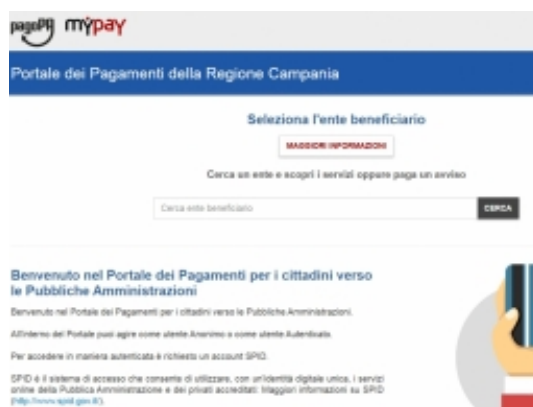 pagoPA mypay
Portale dei Pagamenti della Regione Campania
Seleziona l'ente beneficiario
MAGGIORI INFORMAZIONI
Cerca un ente e scopri i servizi oppure paga un avviso
Cerca ente beneficiario CERCA
Benvenuto nel Portale dei Pagamenti per i cittadini verso
le Pubbliche Amministrazioni
Benvenuto nel Portale dei Pagamenti per i cittadini verso le Pubbliche Amministrazioni.
All'interno del Portale puoi agire come utente Anonimo o come utente Autenticato.
Per accedere in maniera autenticata è richiesto un account SPID.
SPID è il sistema di accesso che consente di utilizzare, con un'identità digitale unica, i servizi
online della Pubblica Amministrazione e dei privati accreditati. Maggiori informazioni su SPID
(http://www.spid.gov.it/).